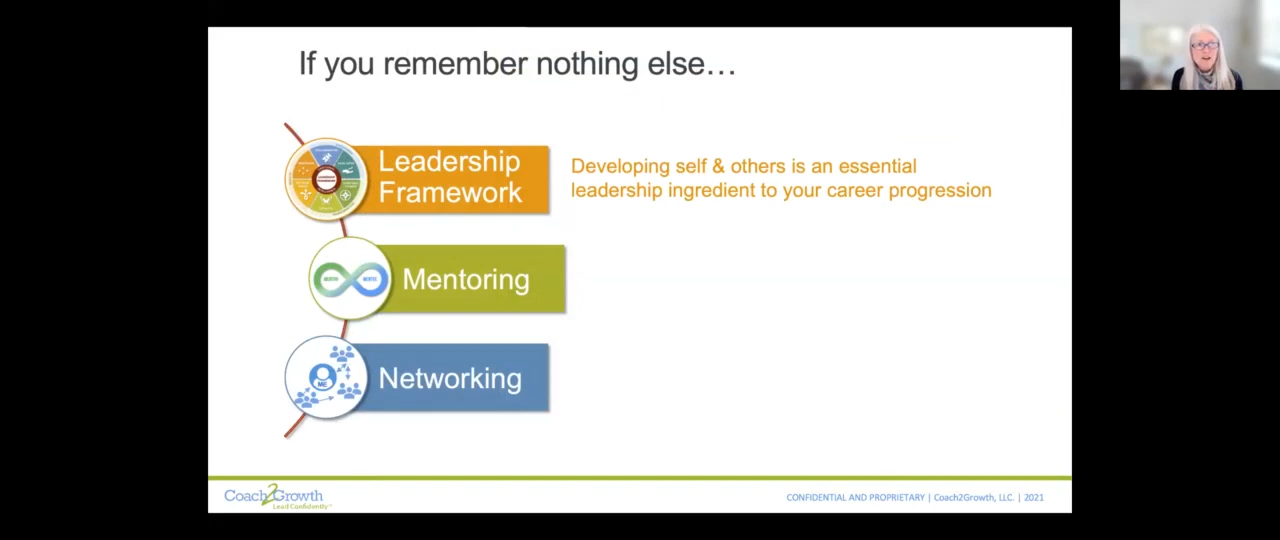 If you remember nothing else…
Leadership
Framework
Developing self & others is an essential
leadership ingredient to your career progression
Mentoring
ME
Networking
Coach2Growth
Lead Confidently
CONFIDENTIAL AND PROPRIETARY | Coach2Growth, LLC. | 2021